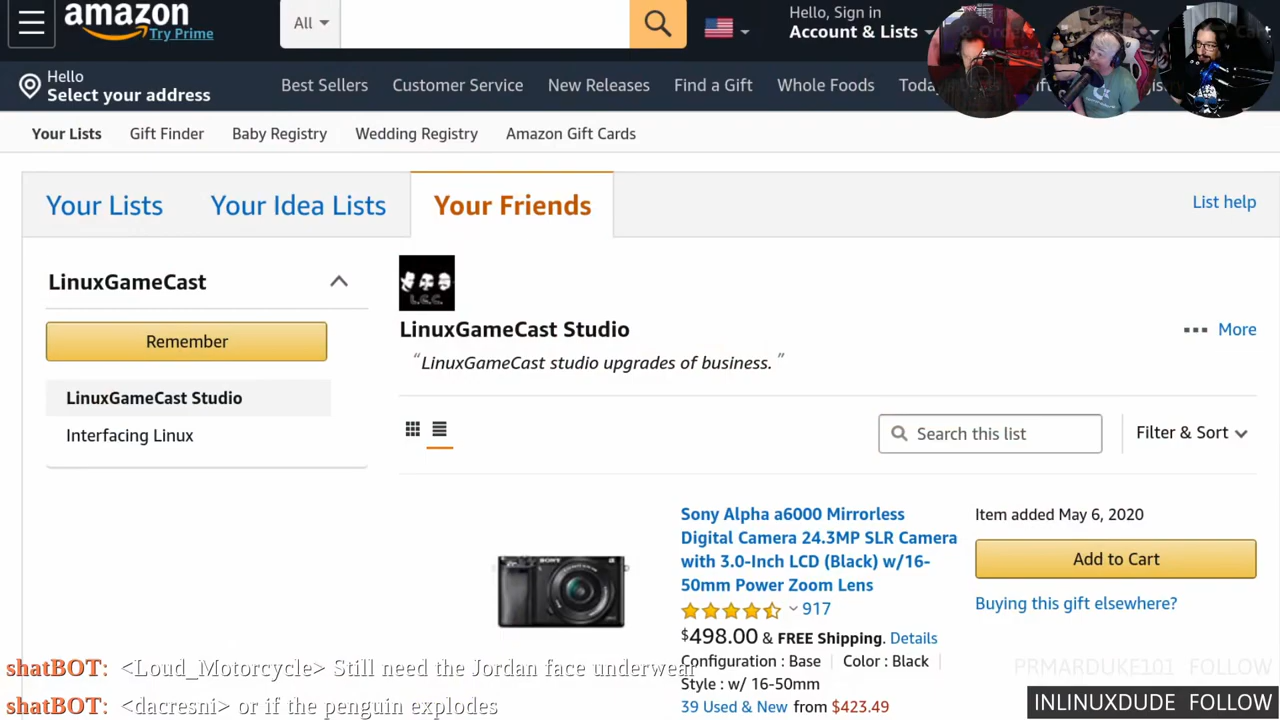 amazon
Try Prime
All
Hello, Sign in
Account & Lists
Hello
Select your address
Best Sellers
Customer Service
New Releases
Find a Gift
Whole Foods
Your Lists
Gift Finder
Baby Registry
Wedding Registry
Amazon Gift Cards
Your Lists
Your Idea Lists
Your Friends
List help
LinuxGameCast
Remember
LinuxGameCast Studio
Interfacing Linux
L.G.C.
LinuxGameCast Studio
More
“LinuxGameCast studio upgrades of business.”
Search this list
Filter & Sort
Sony Alpha a6000 Mirrorless
Digital Camera 24.3MP SLR Camera
with 3.0-Inch LCD (Black) w/16-
50mm Power Zoom Lens
917
$498.00 & FREE Shipping. Details
Configuration : Base
Color : Black
Style : w/ 16-50mm
39 Used & New from $423.49
Item added May 6, 2020
Add to Cart
Buying this gift elsewhere?
shatBOT: <Loud_Motorcycle> Still need the Jordan face underwear
shatBOT: <dacresni> or if the penguin explodes
PRMARDUKE101 FOLLOW
INLINUXDUDE FOLLOW